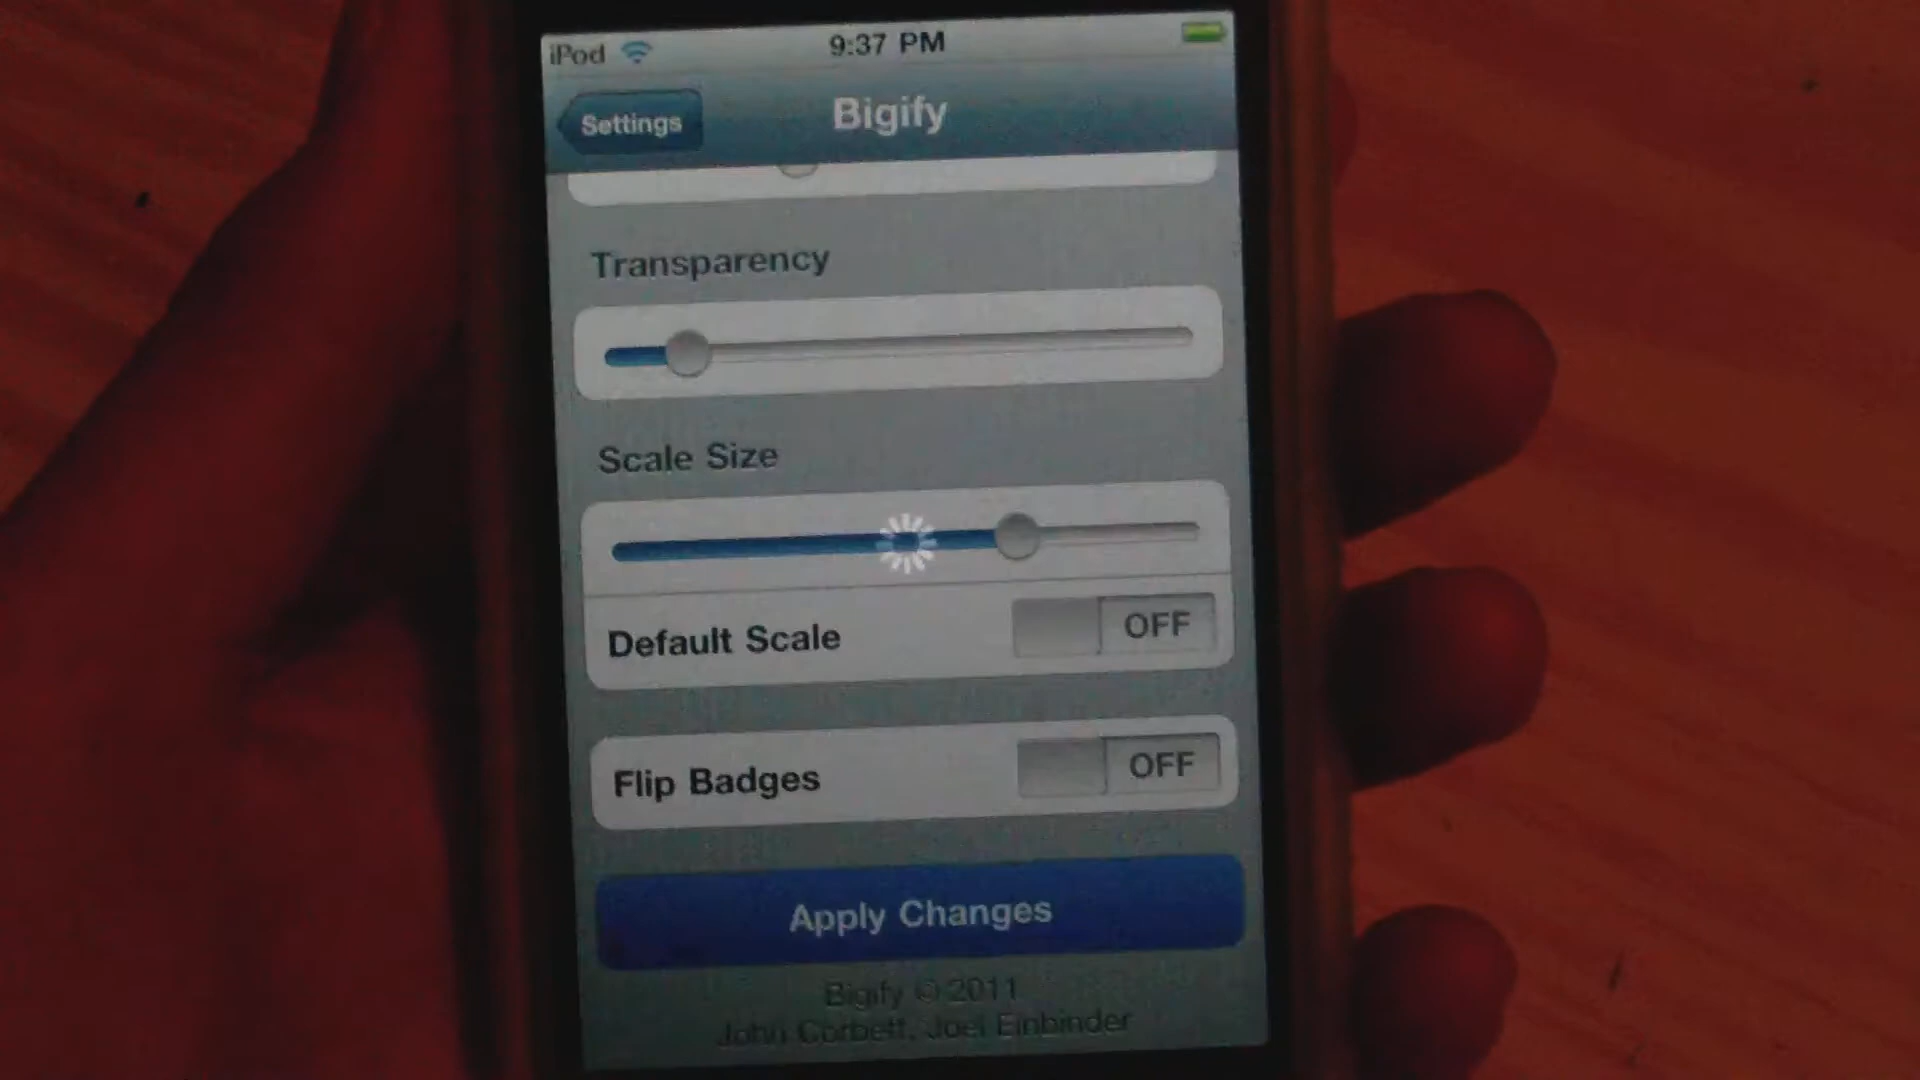 iPod 9:37 PM
Settings Bigify
Transparency
Scale Size
Default Scale OFF
Flip Badges OFF
Apply Changes
Bigify © 2011
John Corbett, Joel Einbinder